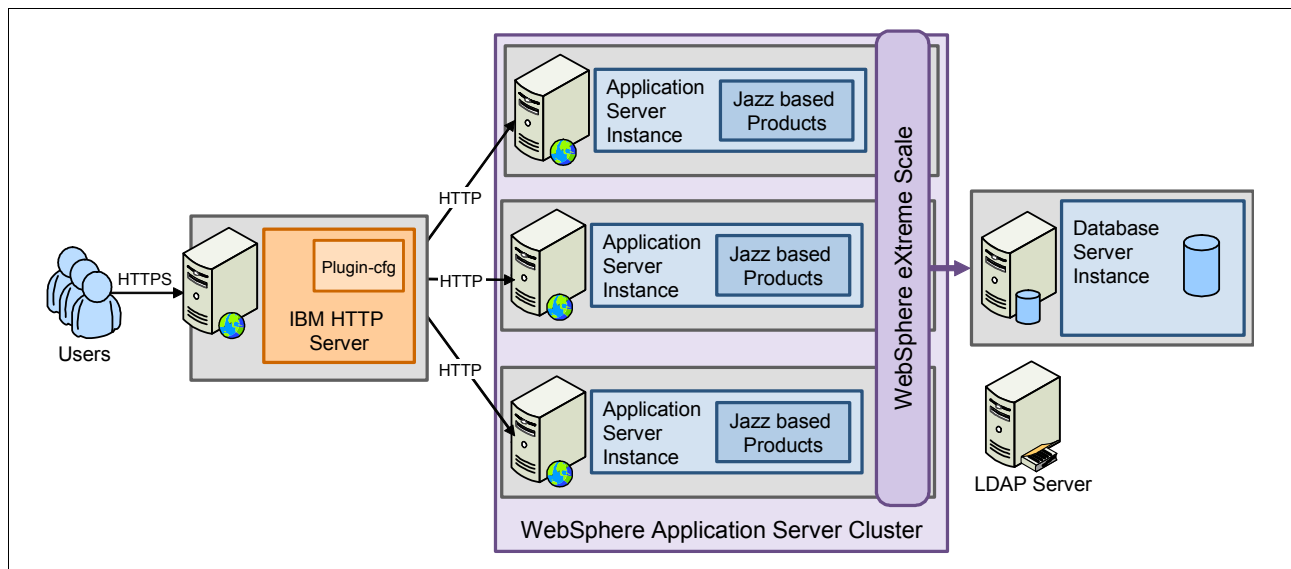 Users
HTTPS
Plugin-cfg
IBM HTTP
Server
HTTP
HTTP
HTTP
Application
Server
Instance
Jazz based
Products
Application
Server
Instance
Jazz based
Products
Application
Server
Instance
Jazz based
Products
WebSphere eXtreme Scale
WebSphere Application Server Cluster
Database
Server
Instance
LDAP Server